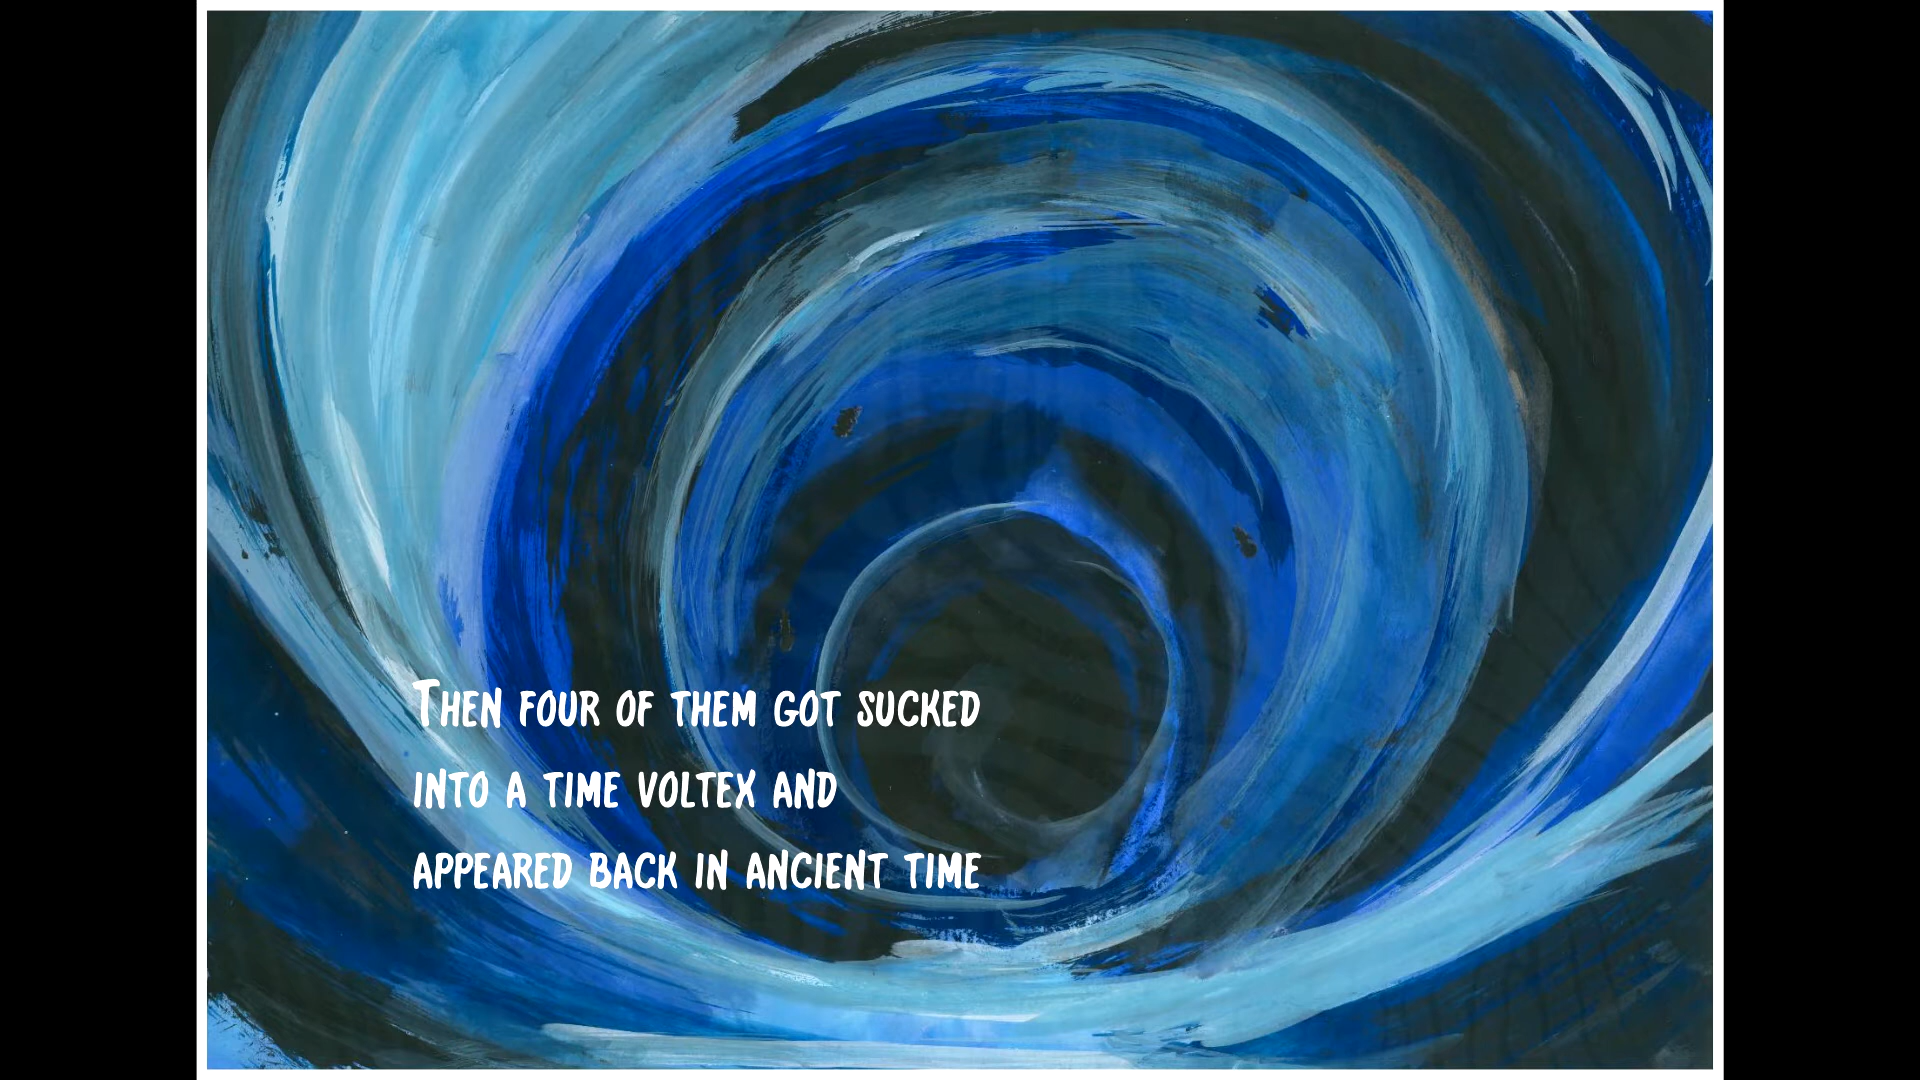 Then four of them got sucked
into a time voltex and
appeared back in ancient time